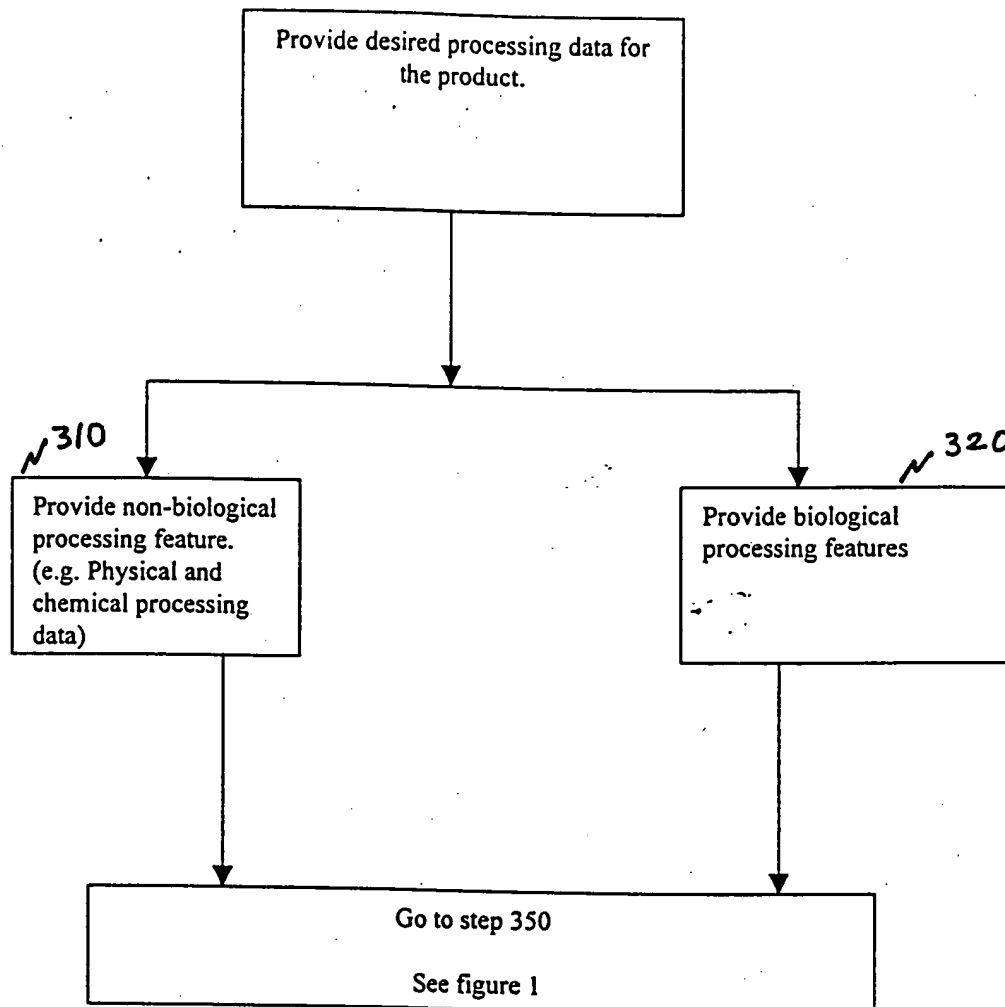 Provide desired processing data for
the product.
310
320
Provide non-biological
processing feature.
(e.g. Physical and
chemical processing
data)
Provide biological
processing features
Go to step 350
See figure 1